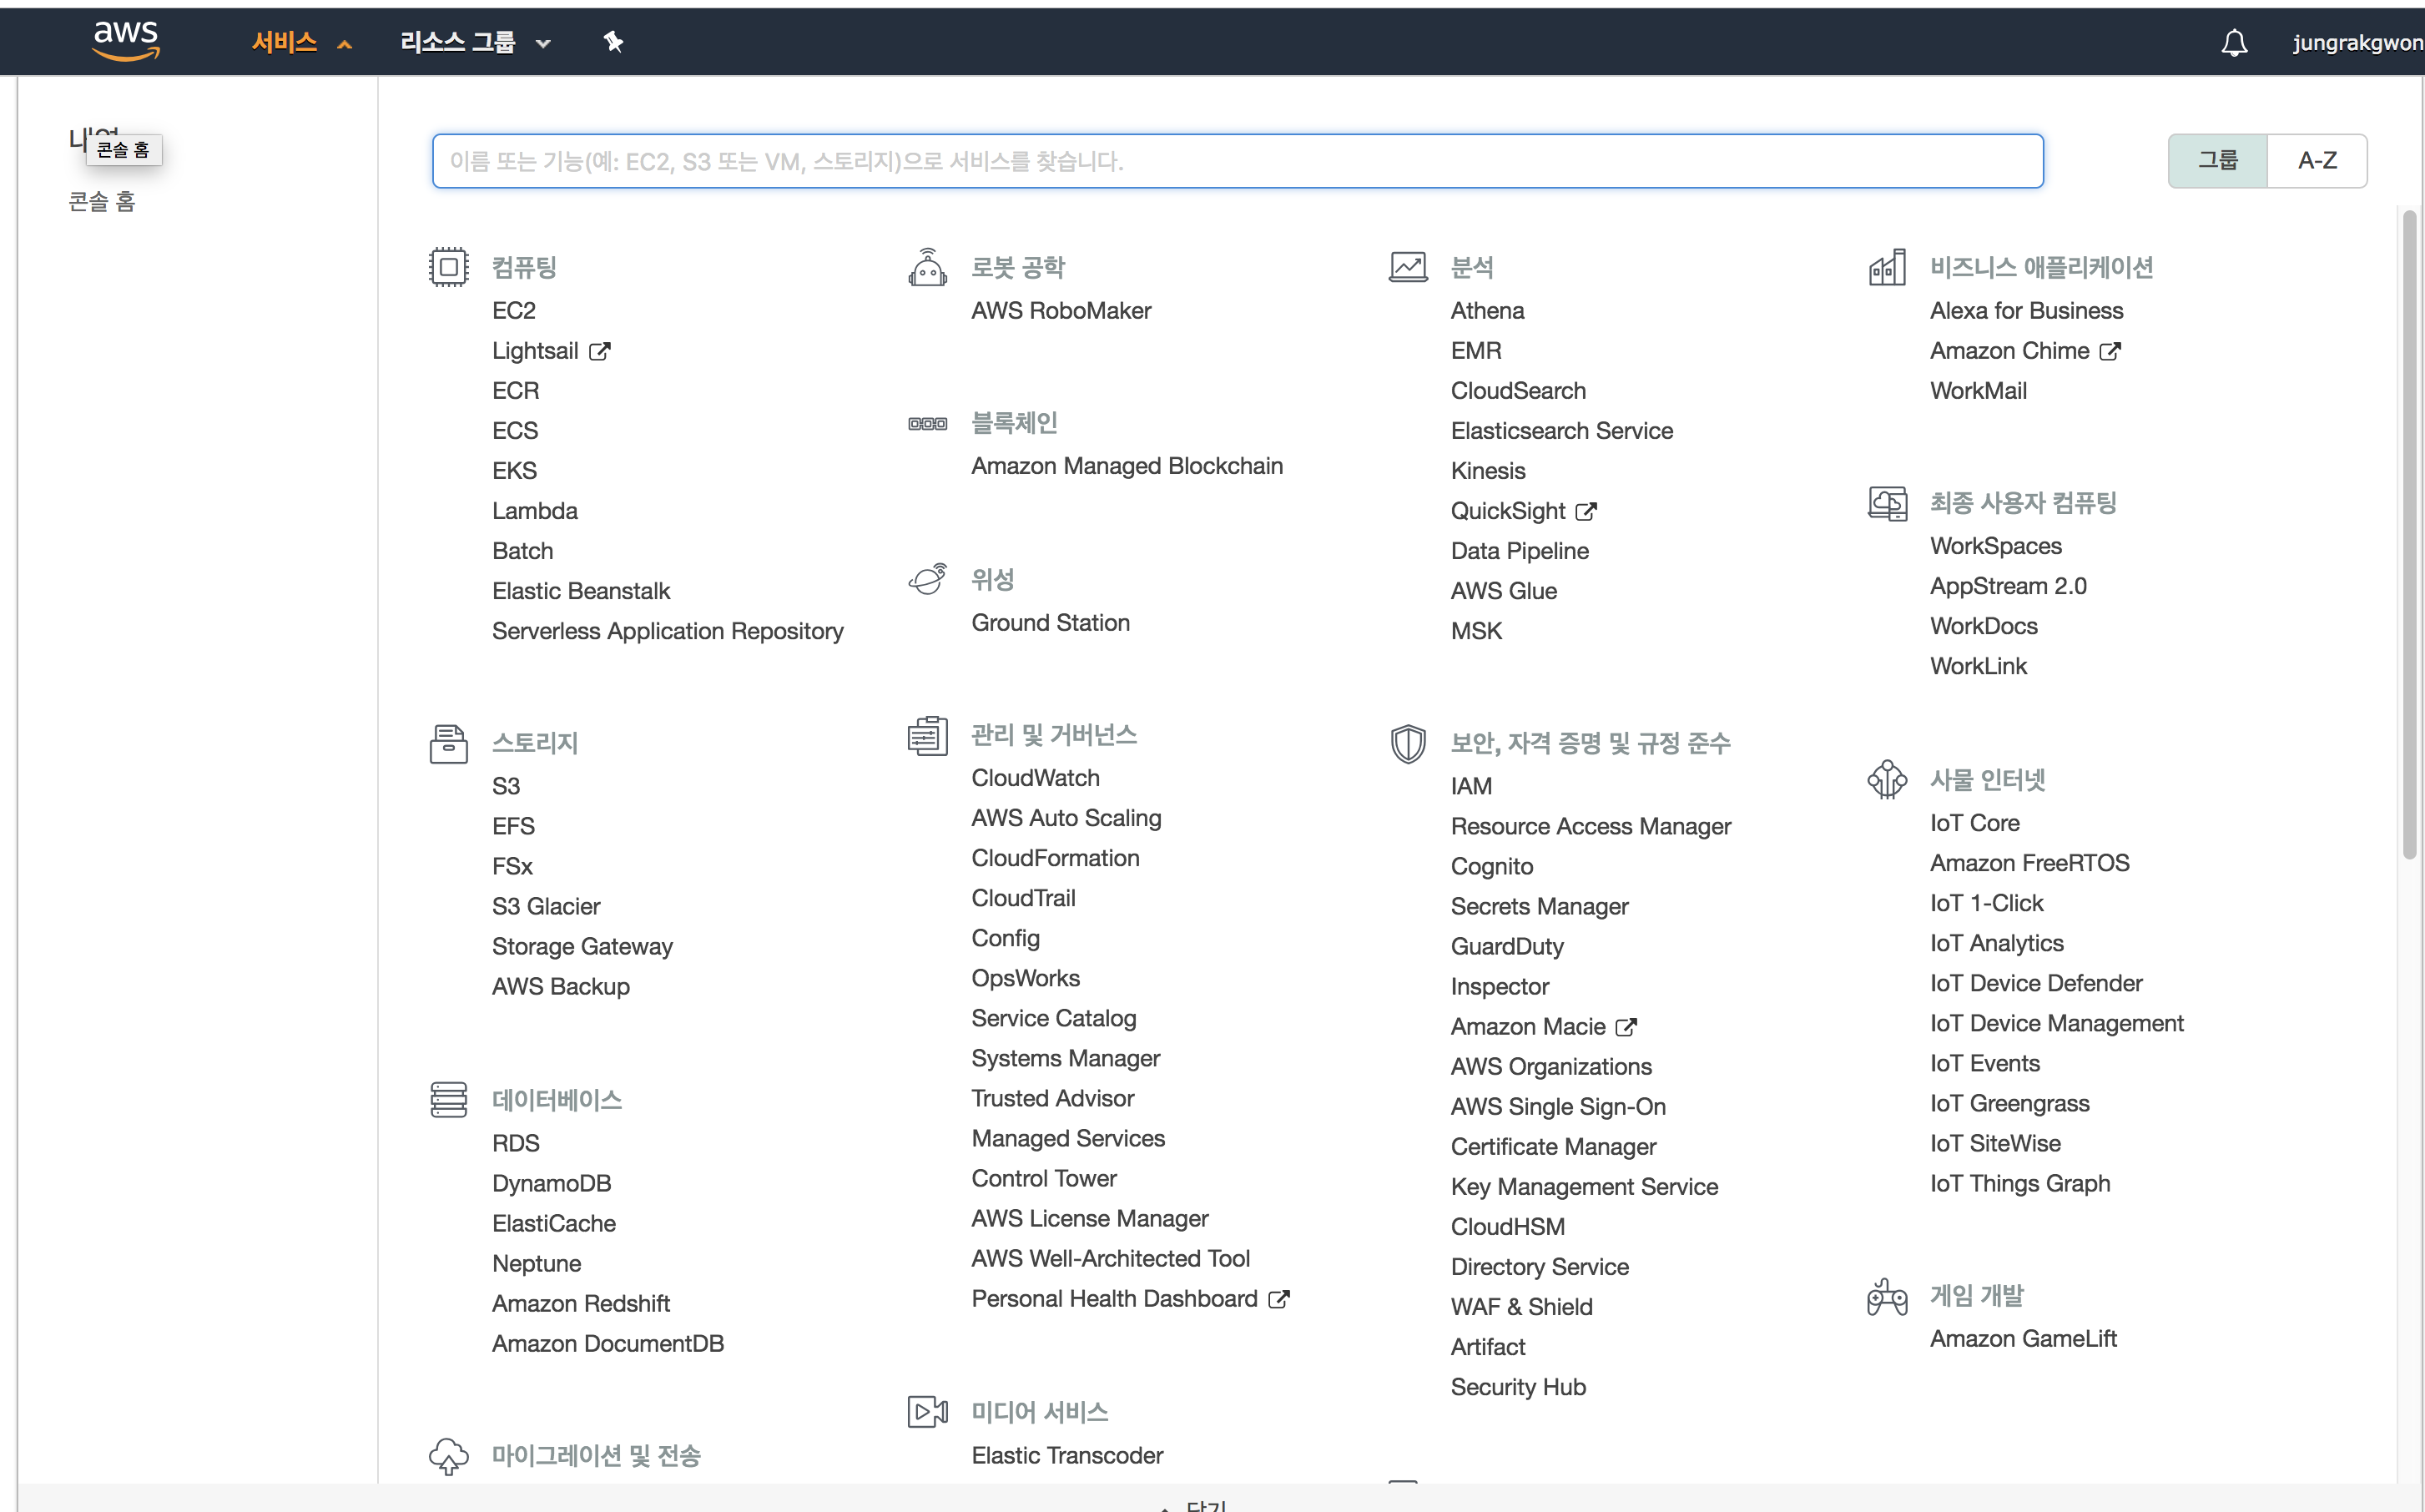 aws
서비스
리소스 그룹
jungrakgwon
콘솔 홈
콘솔 홈
이름 또는 기능(예: EC2, S3 또는 VM, 스토리지)으로 서비스를 찾습니다.
그룹
A-Z
컴퓨팅
EC2
Lightsail
ECR
ECS
EKS
Lambda
Batch
Elastic Beanstalk
Serverless Application Repository
스토리지
S3
EFS
FSx
S3 Glacier
Storage Gateway
AWS Backup
데이터베이스
RDS
DynamoDB
ElastiCache
Neptune
Amazon Redshift
Amazon DocumentDB
마이그레이션 및 전송
로봇 공학
AWS RoboMaker
블록체인
Amazon Managed Blockchain
위성
Ground Station
관리 및 거버넌스
CloudWatch
AWS Auto Scaling
CloudFormation
CloudTrail
Config
OpsWorks
Service Catalog
Systems Manager
Trusted Advisor
Managed Services
Control Tower
AWS License Manager
AWS Well-Architected Tool
Personal Health Dashboard
미디어 서비스
Elastic Transcoder
분석
Athena
EMR
CloudSearch
Elasticsearch Service
Kinesis
QuickSight
Data Pipeline
AWS Glue
MSK
보안, 자격 증명 및 규정 준수
IAM
Resource Access Manager
Cognito
Secrets Manager
GuardDuty
Inspector
Amazon Macie
AWS Organizations
AWS Single Sign-On
Certificate Manager
Key Management Service
CloudHSM
Directory Service
WAF & Shield
Artifact
Security Hub
비즈니스 애플리케이션
Alexa for Business
Amazon Chime
WorkMail
최종 사용자 컴퓨팅
WorkSpaces
AppStream 2.0
WorkDocs
WorkLink
사물 인터넷
IoT Core
Amazon FreeRTOS
IoT 1-Click
IoT Analytics
IoT Device Defender
IoT Device Management
IoT Events
IoT Greengrass
IoT SiteWise
IoT Things Graph
게임 개발
Amazon GameLift